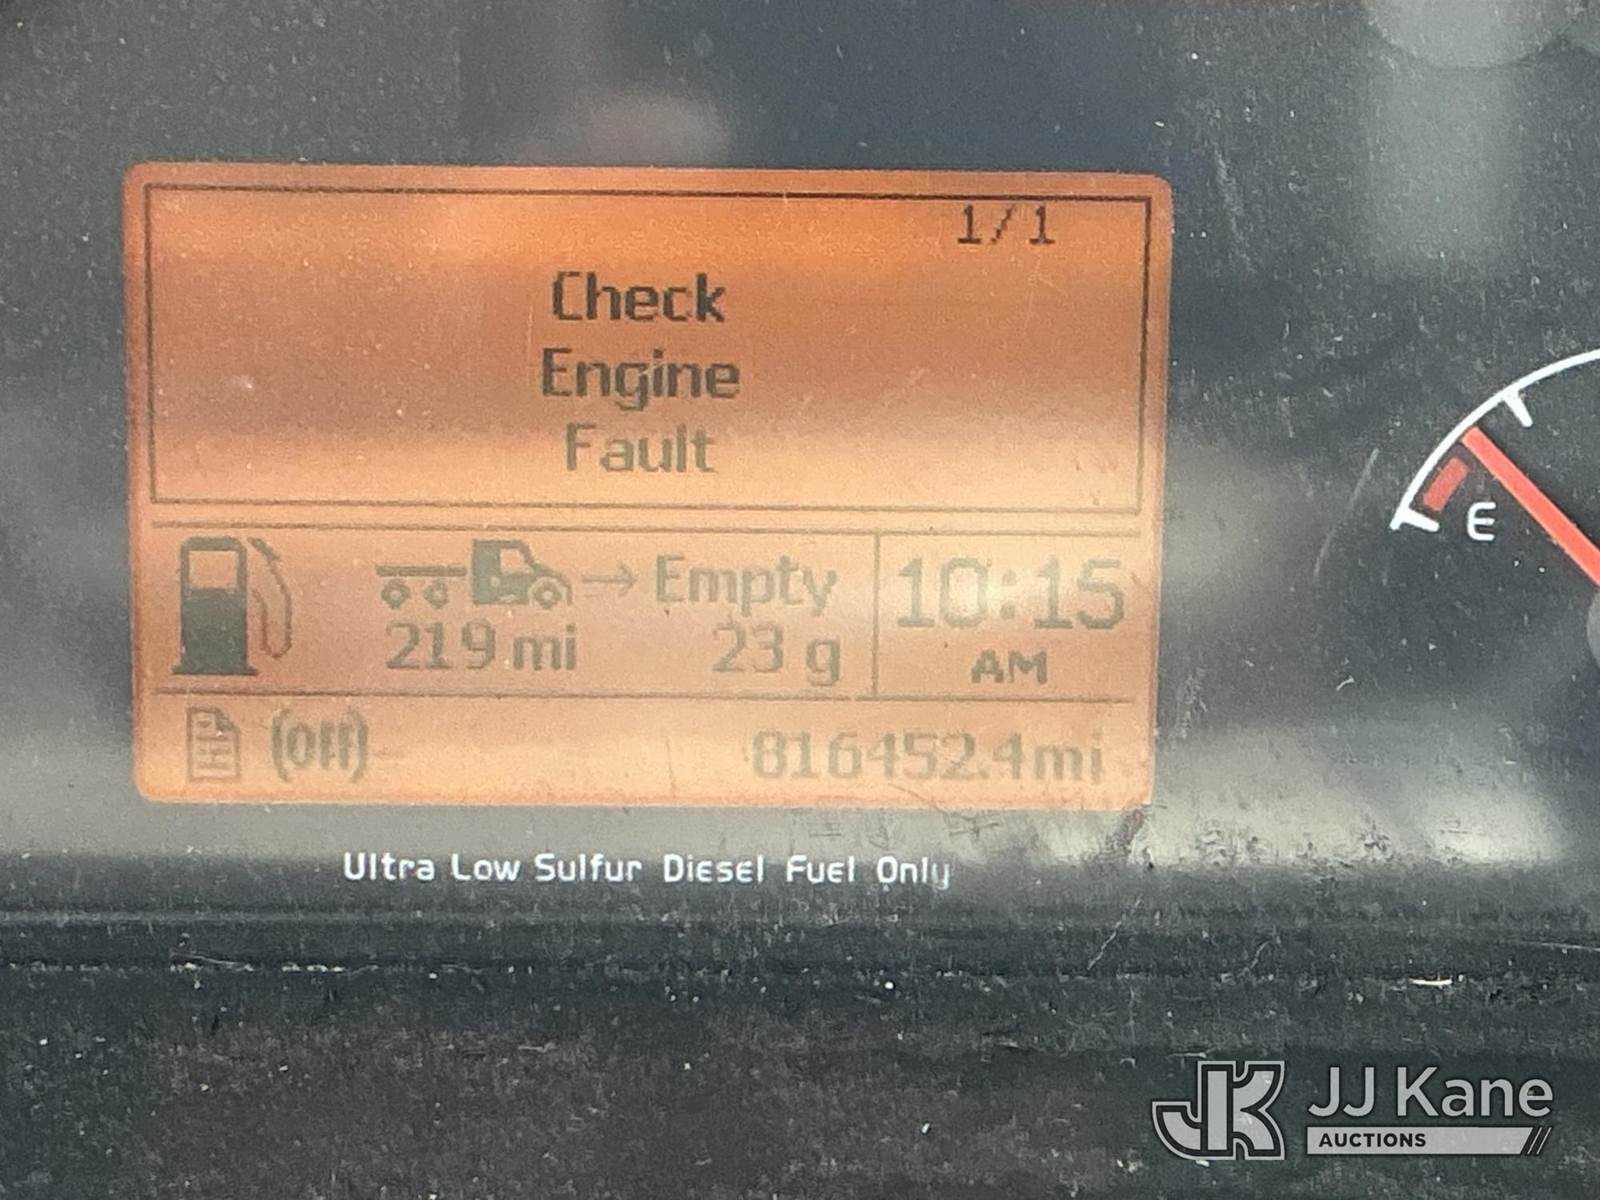 1/1
Check
Engine
Fault
Empty
219 mi 23 g
10:15
AM
(OFF) 816452.4mi
E
Ultra Low Sulfur Diesel Fuel Only
JK JJ Kane
AUCTIONS